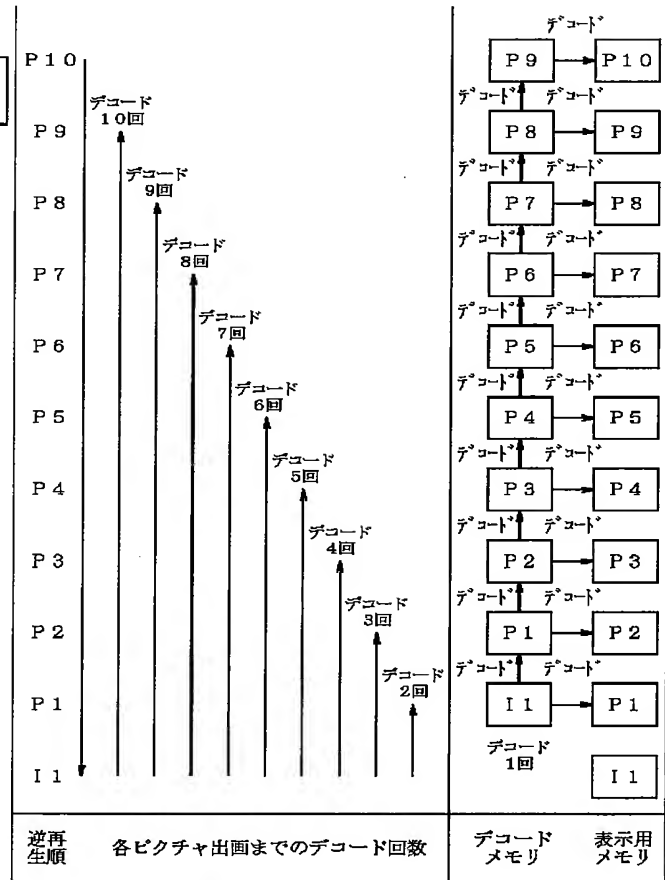 デコード
P10
P9
P10
デコード
10回
デコード
デコード
P9
P8
P9
デコード
9回
デコード
デコード
P8
P7
P8
デコード
8回
デコード
デコード
P7
P6
P7
デコード
7回
デコード
デコード
P6
P5
P6
デコード
6回
デコード
デコード
P5
P4
P5
デコード
5回
デコード
デコード
P4
P3
P4
デコード
4回
デコード
デコード
P3
P2
P3
デコード
3回
デコード
デコード
P2
P1
P2
デコード
2回
デコード
デコード
P1
I1
P1
デコード
1回
I1
I1
逆再
生順
各ピクチャ出画までのデコード回数
デコード
メモリ
表示用
メモリ